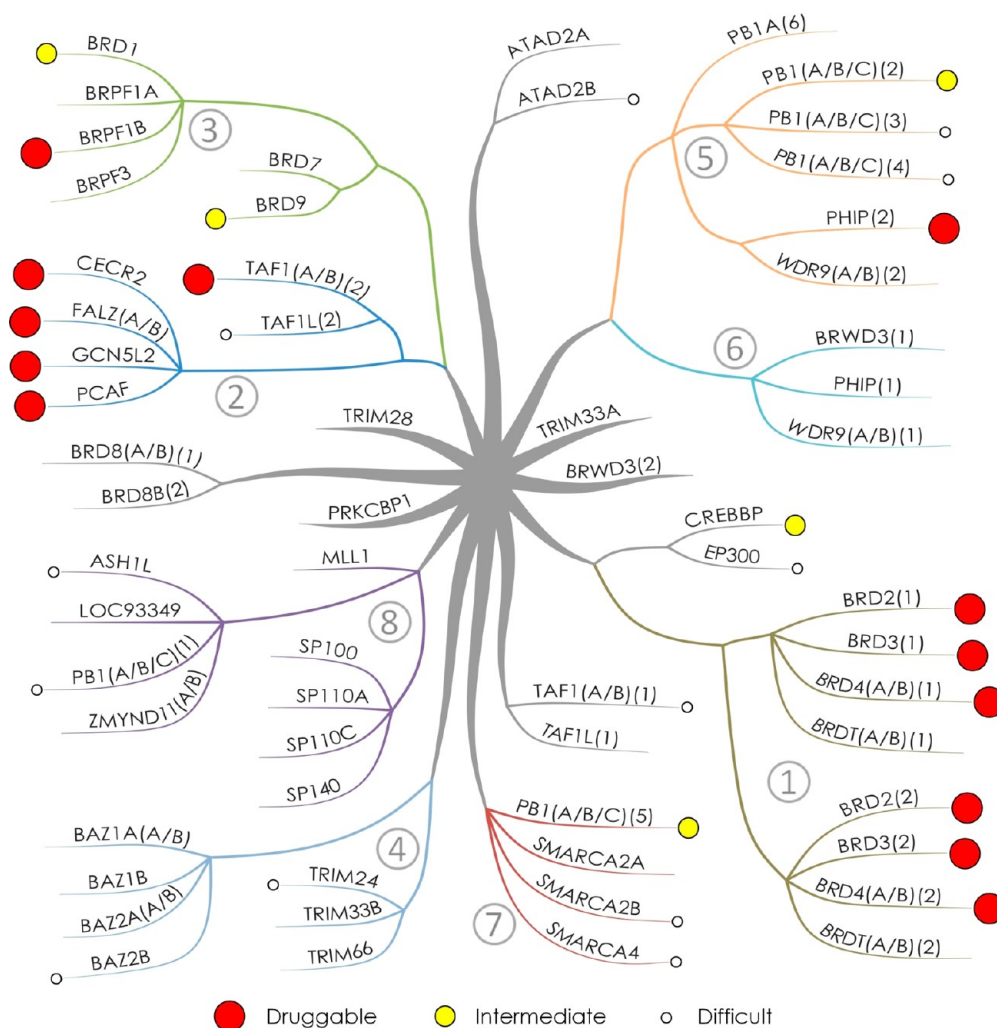 BRD1
BRPF1A
BRPF1B
BRPF3
3
BRD7
BRD9
ATAD2A
ATAD2B
PB1A(6)
PB1(A/B/C)(2)
PB1(A/B/C)(3)
PB1(A/B/C)(4)
5
PHIP(2)
WDR9(A/B)(2)
CECR2
FALZ(A/B)
GCN5L2
PCAF
TAF1(A/B)(2)
TAF1L(2)
2
6
BRWD3(1)
PHIP(1)
WDR9(A/B)(1)
TRIM28
TRIM33A
BRD8(A/B)(1)
BRD8B(2)
BRWD3(2)
PRKCBP1
CREBBP
EP300
ASH1L
LOC93349
PB1(A/B/C)(1)
ZMYND11(A/B)
MLL1
8
SP100
SP110A
SP110C
SP140
BRD2(1)
BRD3(1)
BRD4(A/B)(1)
BRDT(A/B)(1)
1
BRD2(2)
BRD3(2)
BRD4(A/B)(2)
BRDT(A/B)(2)
TAF1(A/B)(1)
TAF1L(1)
BAZ1A(A/B)
BAZ1B
BAZ2A(A/B)
BAZ2B
4
TRIM24
TRIM33B
TRIM66
PB1(A/B/C)(5)
SMARCA2A
SMARCA2B
SMARCA4
7
Druggable
Intermediate
Difficult